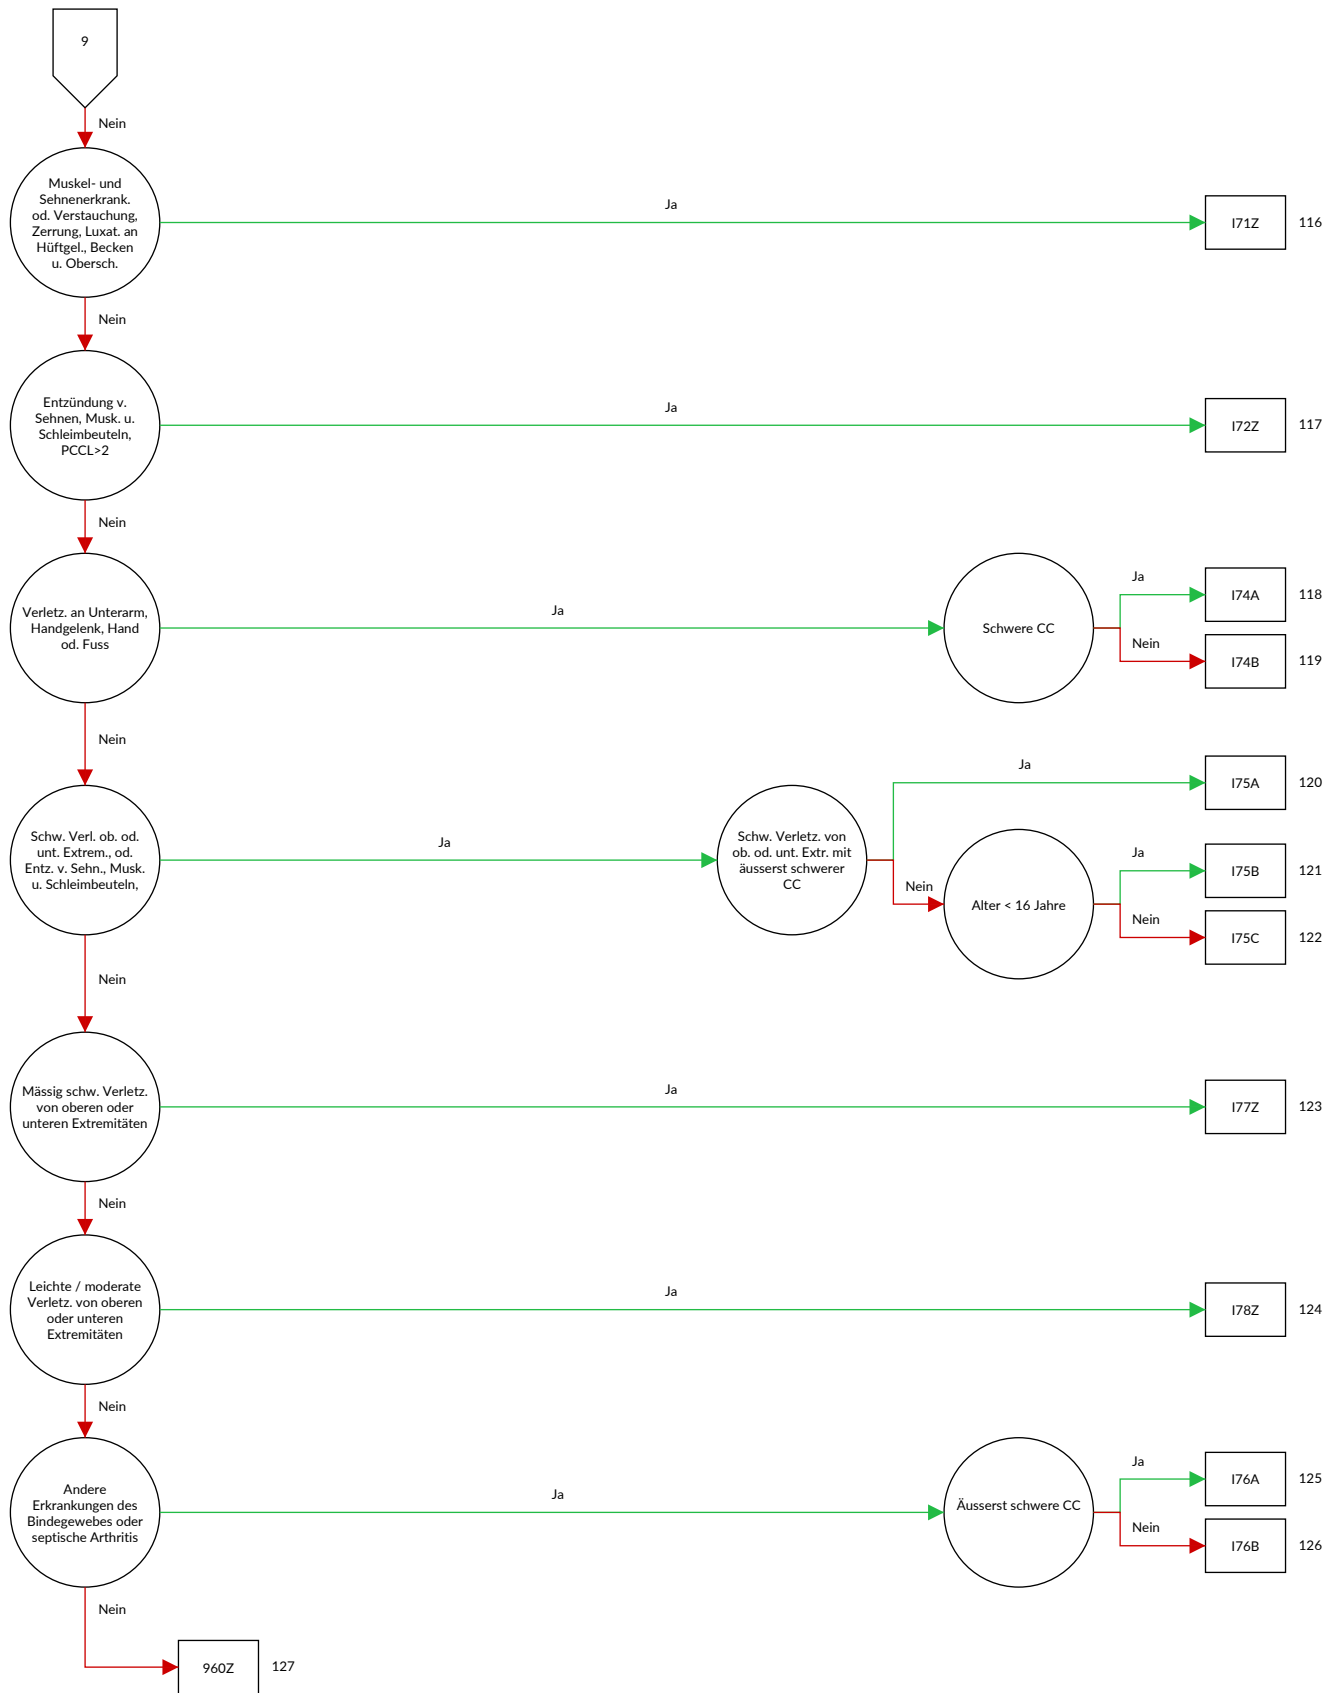 9
Nein
Muskel- und
Sehnenerkrank.
od. Verstauchung,
Zerrung, Luxat. an
Hüftgel., Becken
u. Obersch.
Ja
I71Z
116
Nein
Entzündung v.
Sehnen, Musk. u.
Schleimbeuteln,
PCCL>2
Ja
I72Z
117
Nein
Verletz. an Unterarm,
Handgelenk, Hand
od. Fuss
Ja
Schwere CC
Ja
I74A
118
Nein
I74B
119
Nein
Schw. Verl. ob. od.
unt. Extrem., od.
Entz. v. Sehn., Musk.
u. Schleimbeuteln,
Ja
Schw. Verletz. von
ob. od. unt. Extr. mit
äusserst schwerer
CC
Ja
I75A
120
Nein
Alter < 16 Jahre
Ja
I75B
121
Nein
I75C
122
Nein
Mässig schw. Verletz.
von oberen oder
unteren Extremitäten
Ja
I77Z
123
Nein
Leichte / moderate
Verletz. von oberen
oder unteren
Extremitäten
Ja
I78Z
124
Nein
Andere
Erkrankungen des
Bindegewebes oder
septische Arthritis
Ja
Äusserst schwere CC
Ja
I76A
125
Nein
I76B
126
Nein
960Z
127